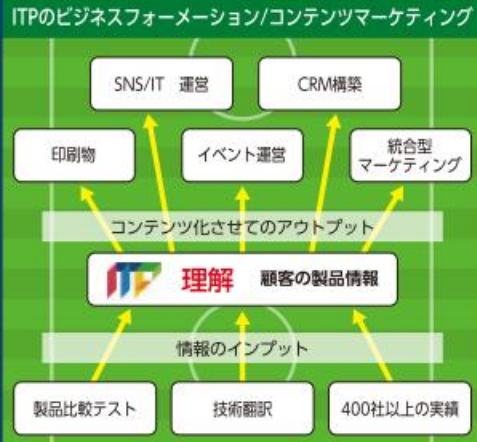 ITPのビジネスフォーメーション/コンテンツマーケティング
SNS/IT 運営
CRM構築
印刷物
イベント運営
統合型
マーケティング
コンテンツ化させてのアウトプット
ITP 理解 顧客の製品情報
情報のインプット
製品比較テスト
技術翻訳
400社以上の実績